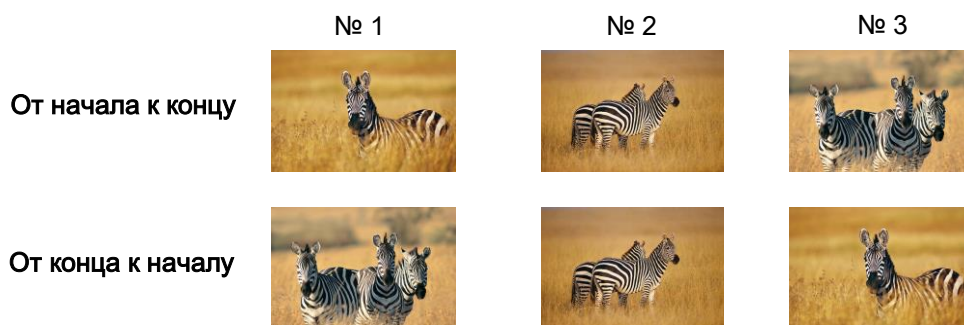 № 1
№ 2
№ 3
От начала к концу
От конца к началу